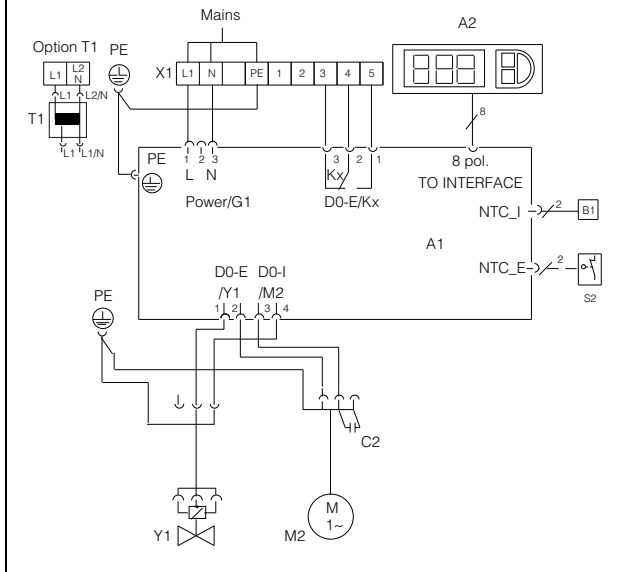 Mains
A2
Option T1 PE
X1 L1 N PE 1 2 3 4 5
L1 L2 N
L1 L2/N
T1
L1 L1/N
8
PE
1 2 3
L N
Power/G1
3 2 1
Kx
D0-E/Kx
8 pol.
TO INTERFACE
NTC_I 2 B1
A1
NTC_E 2
S2
D0-E D0-I
/Y1 /M2
1 2 3 4
PE
C2
M
1~
Y1
M2